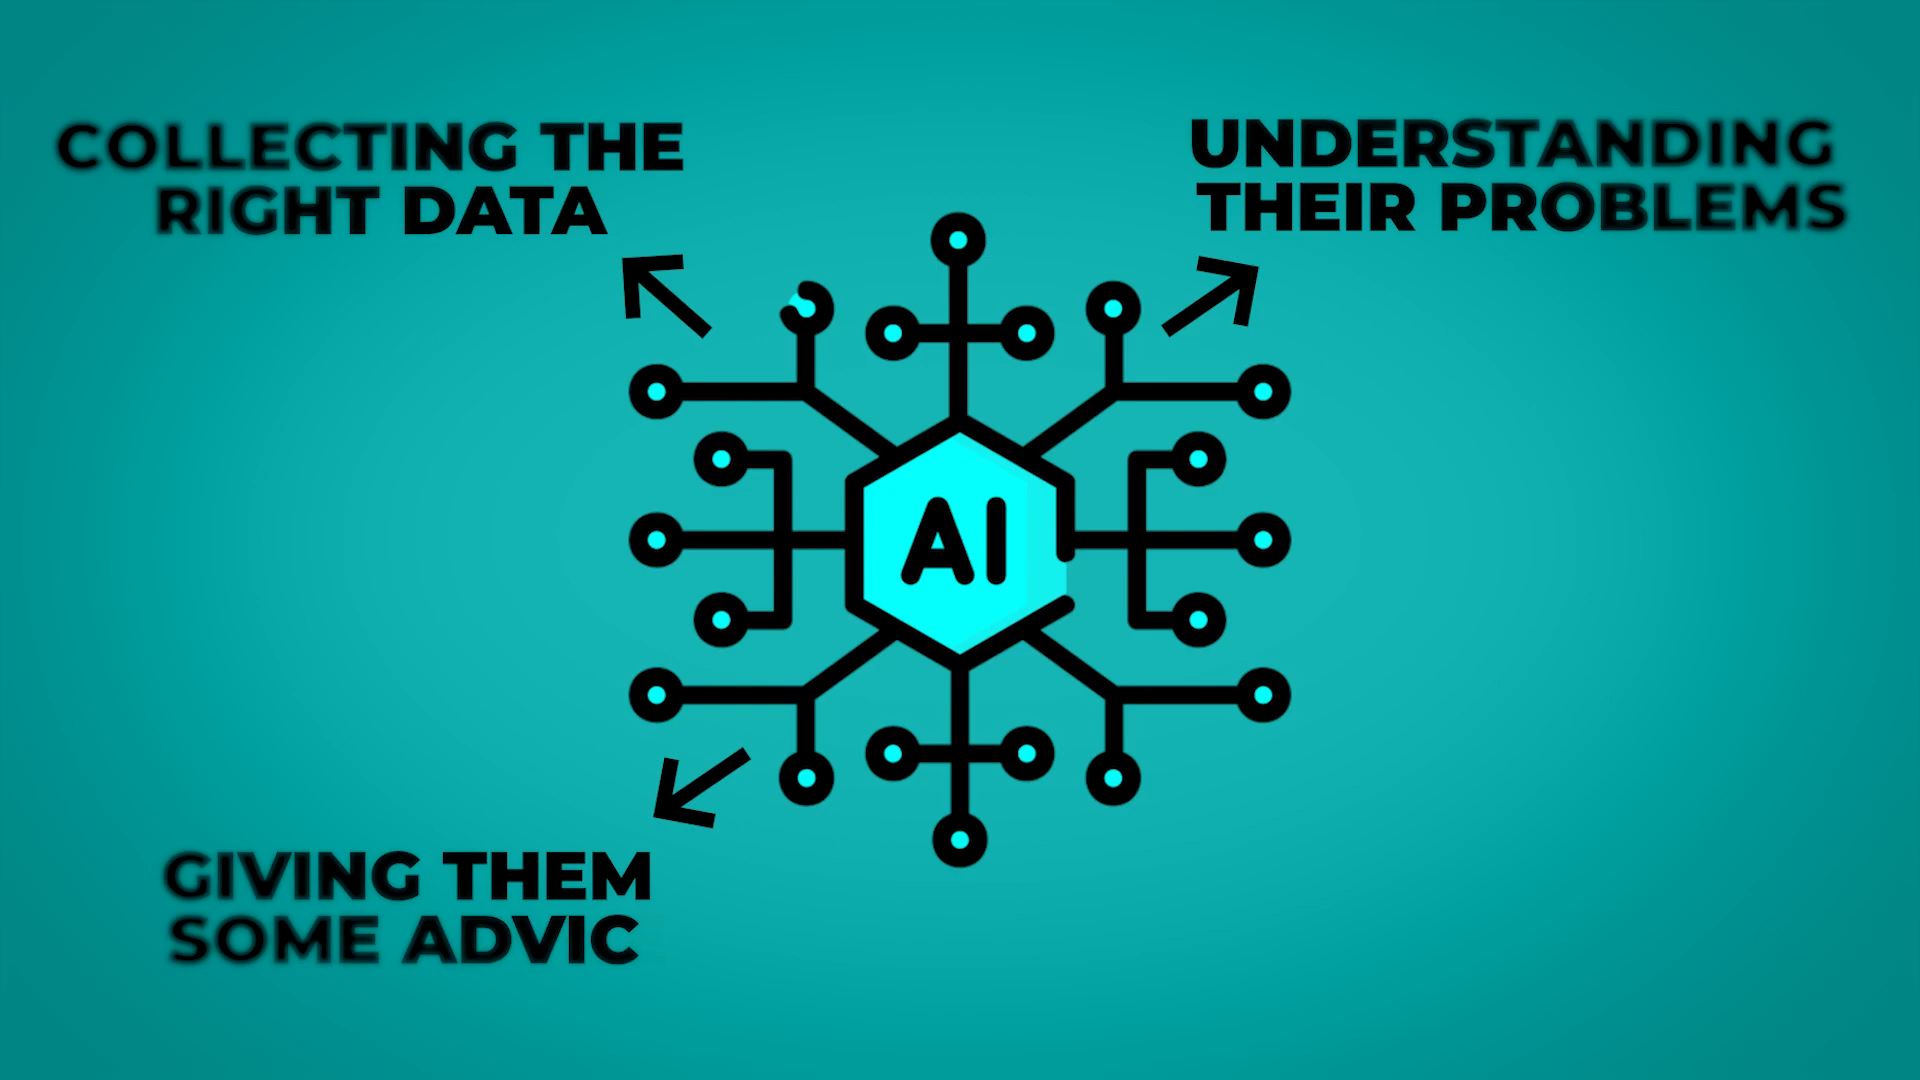 COLLECTING THE
RIGHT DATA
UNDERSTANDING
THEIR PROBLEMS
AI
GIVING THEM
SOME ADVIC